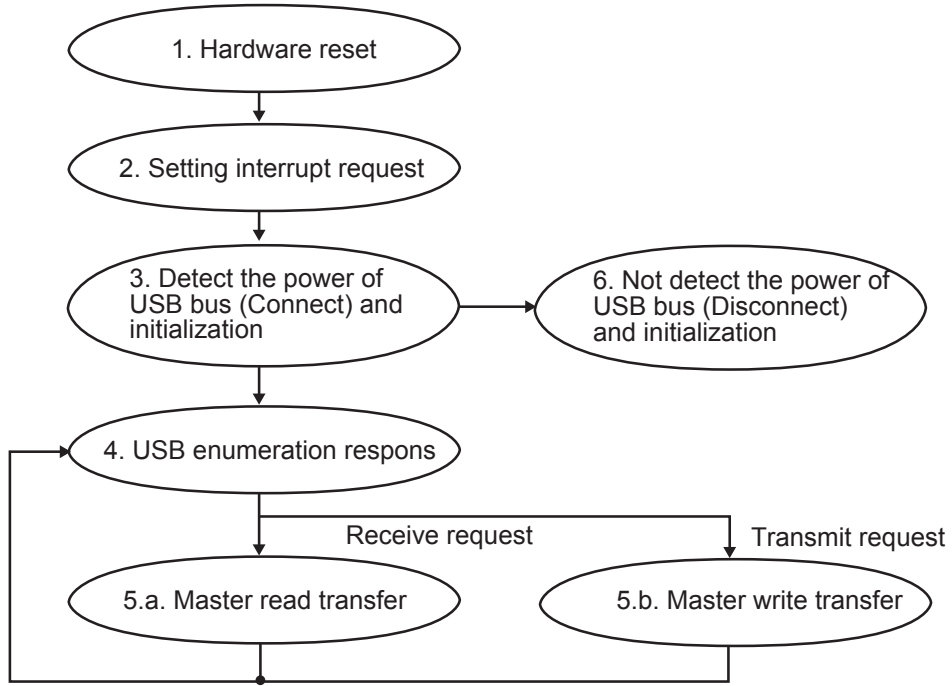 1. Hardware reset
2. Setting interrupt request
3. Detect the power of
USB bus (Connect) and
initialization
6. Not detect the power of
USB bus (Disconnect)
and initialization
4. USB enumeration respons
Receive request
Transmit request
5.a. Master read transfer
5.b. Master write transfer